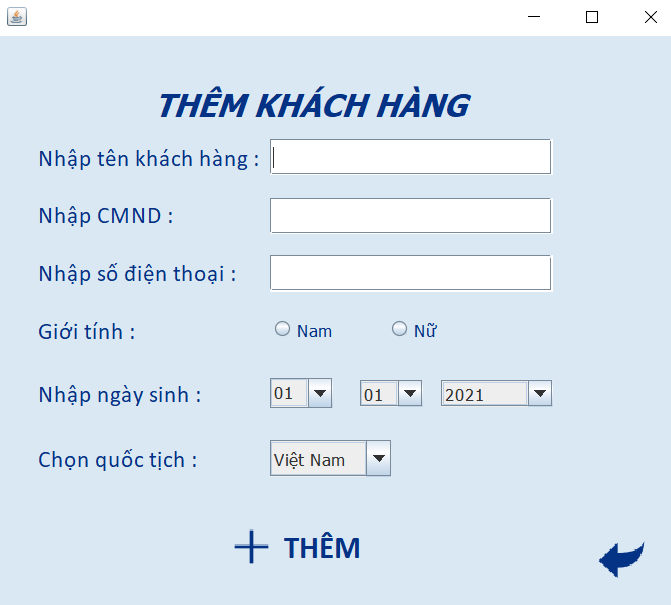 THÊM KHÁCH HÀNG
Nhập tên khách hàng :
Nhập CMND :
Nhập số điện thoại :
Giới tính : Nam Nữ
Nhập ngày sinh : 01 01 2021
Chọn quốc tịch : Việt Nam
THÊM